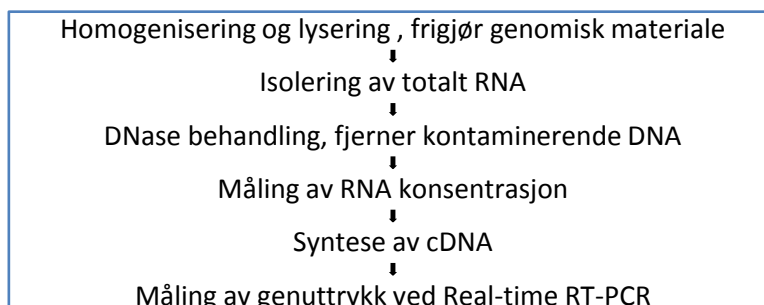 Homogenisering og lysering , frigjør genomisk materiale
Isolering av totalt RNA
DNase behandling, fjerner kontaminerende DNA
Måling av RNA konsentrasjon
Syntese av cDNA
Måling av genuttrykk ved Real-time RT-PCR